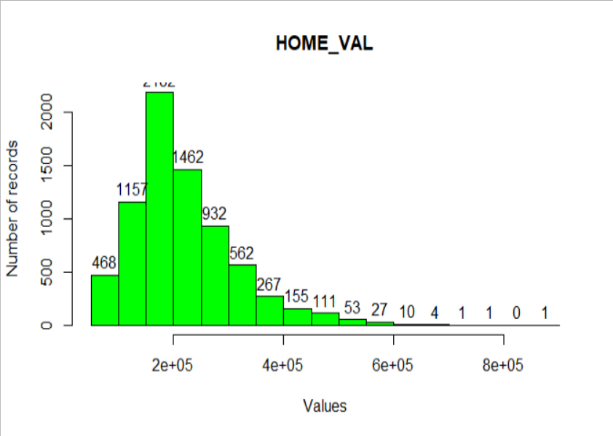 HOME_VAL
Number of records
0 500 1000 1500 2000
468 1157 1462 932 562 267 155 111 53 27 10 4 1 1 0 1
2e+05 4e+05 6e+05 8e+05
Values